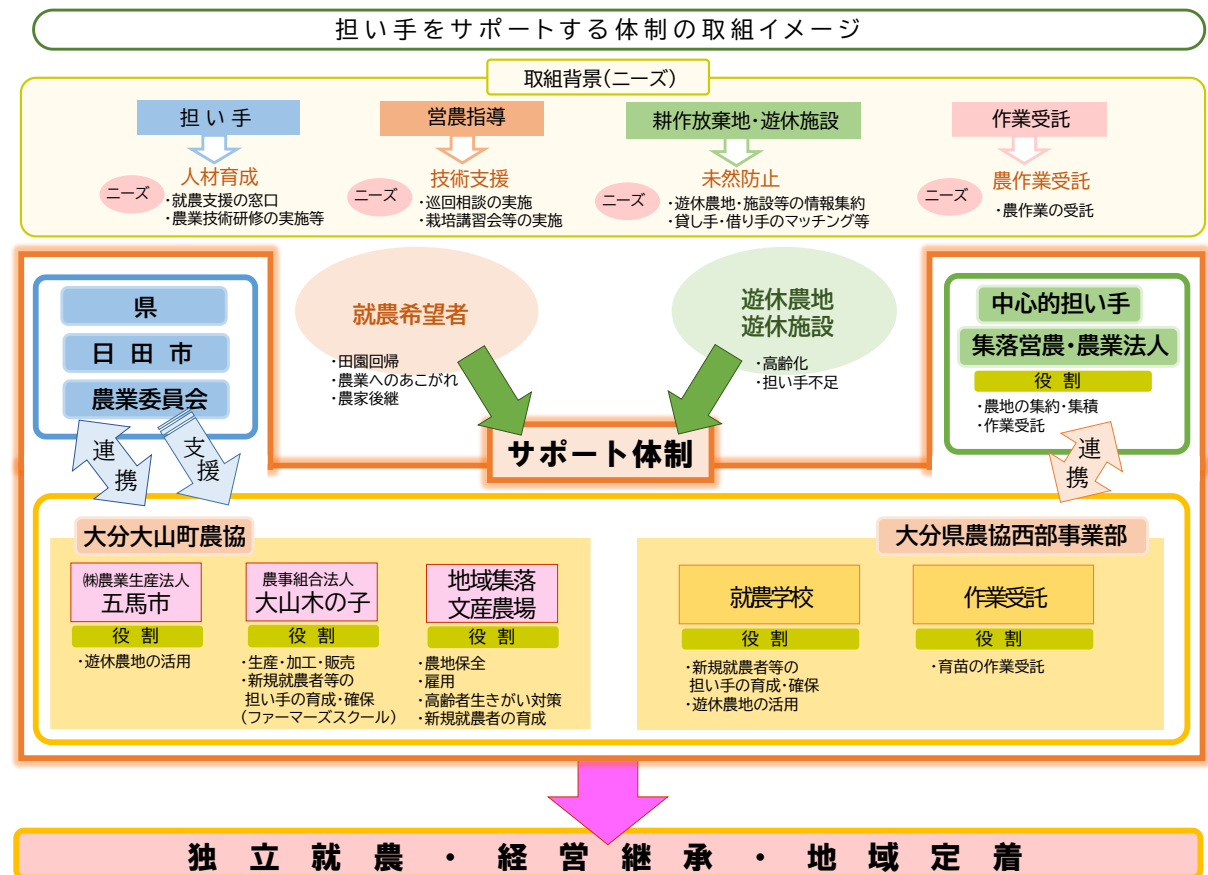 担い手をサポートする体制の取組イメージ
取組背景(ニーズ)
担い手
ニーズ
人材育成
・就農支援の窓口
・農業技術研修の実施等
営農指導
ニーズ
技術支援
・巡回相談の実施
・栽培講習会等の実施
耕作放棄地・遊休施設
ニーズ
未然防止
・遊休農地・施設等の情報集約
・貸し手・借り手のマッチング等
作業受託
ニーズ
農作業受託
・農作業の受託
県
日田市
農業委員会
連携
支援
就農希望者
・田園回帰
・農業へのあこがれ
・農家後継
遊休農地
遊休施設
・高齢化
・担い手不足
中心的担い手
集落営農・農業法人
役割
・農地の集約・集積
・作業受託
連携
サポート体制
大分大山町農協
㈱農業生産法人
五馬市
役割
・遊休農地の活用
農事組合法人
大山木の子
役割
・生産・加工・販売
・新規就農者等の
担い手の育成・確保
(ファーマーズスクール)
地域集落
文産農場
役割
・農地保全
・雇用
・高齢者生きがい対策
・新規就農者の育成
大分県農協西部事業部
就農学校
役割
・新規就農者等の
担い手の育成・確保
・遊休農地の活用
作業受託
役割
・育苗の作業受託
独立就農・経営継承・地域定着